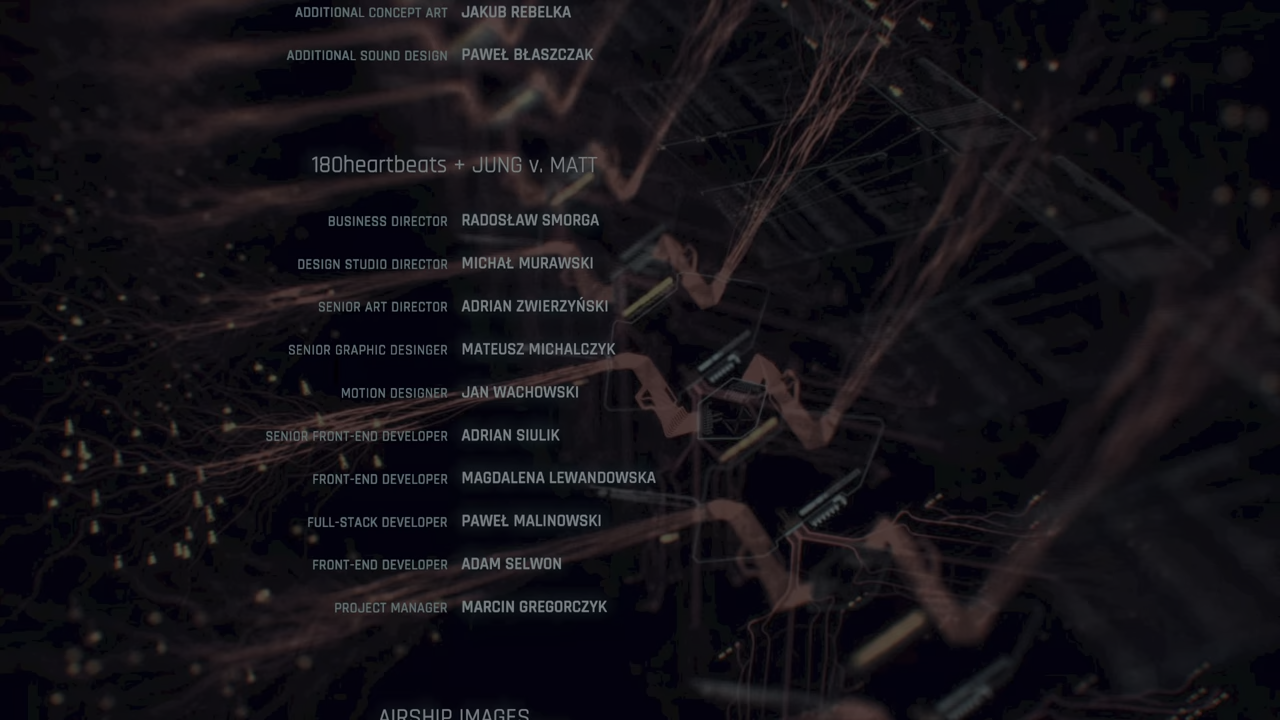 ADDITIONAL CONCEPT ART JAKUB REBELKA
ADDITIONAL SOUND DESIGN PAWEŁ BŁASZCZAK
180heartbeats + JUNG v. MATT
BUSINESS DIRECTOR RADOSŁAW SMORGA
DESIGN STUDIO DIRECTOR MICHAŁ MURAWSKI
SENIOR ART DIRECTOR ADRIAN ZWIERZYŃSKI
SENIOR GRAPHIC DESINGER MATEUSZ MICHALCZYK
MOTION DESIGNER JAN WACHOWSKI
SENIOR FRONT-END DEVELOPER ADRIAN SIULIK
FRONT-END DEVELOPER MAGDALENA LEWANDOWSKA
FULL-STACK DEVELOPER PAWEŁ MALINOWSKI
FRONT-END DEVELOPER ADAM SELWON
PROJECT MANAGER MARCIN GREGORCZYK
AIRSHIP IMAGES